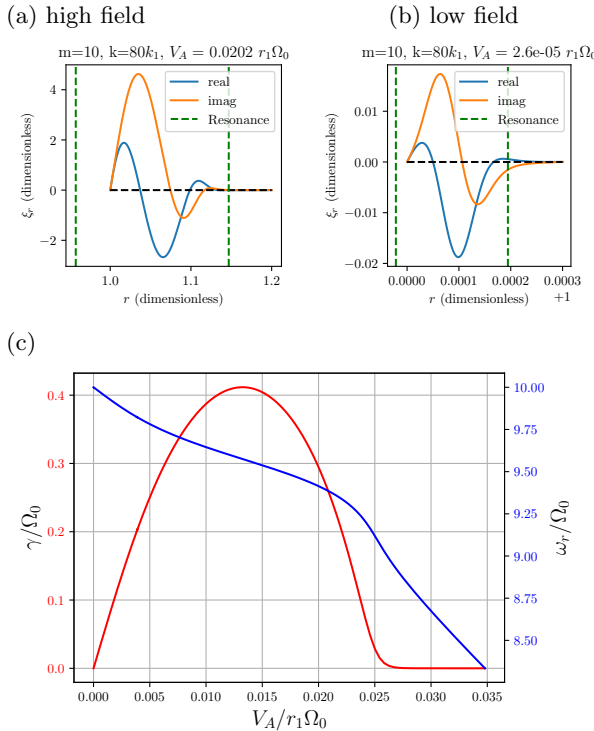 (a) high field
m=10, k=80k₁, V_A = 0.0202 r₁Ω₀
ξᵣ (dimensionless)
4
2
0
−2
real
imag
Resonance
1.0 1.1 1.2
r (dimensionless)
(b) low field
m=10, k=80k₁, V_A = 2.6e-05 r₁Ω₀
ξᵣ (dimensionless)
0.01
0.00
−0.01
−0.02
real
imag
Resonance
0.0000 0.0001 0.0002 0.0003
+1
r (dimensionless)
(c)
γ/Ω₀
0.4
0.3
0.2
0.1
0.0
10.00
9.75
9.50
9.25
9.00
8.75
8.50
ωᵣ/Ω₀
0.000 0.005 0.010 0.015 0.020 0.025 0.030 0.035
V_A/r₁Ω₀